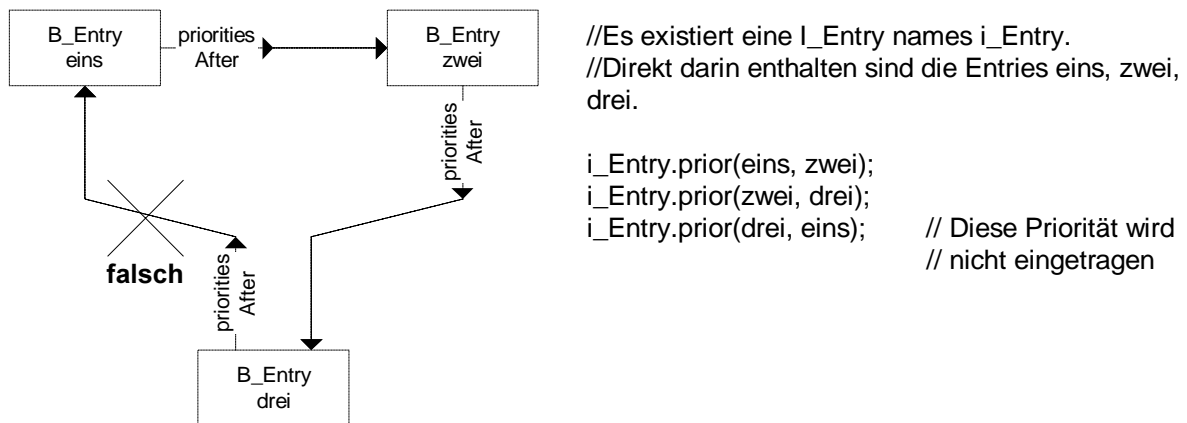 B_Entry
eins
priorities
After
B_Entry
zwei
priorities
After
falsch
priorities
After
B_Entry
drei
//Es existiert eine I_Entry names i_Entry.
//Direkt darin enthalten sind die Entries eins, zwei,
drei.
i_Entry.prior(eins, zwei);
i_Entry.prior(zwei, drei);
i_Entry.prior(drei, eins); // Diese Priorität wird
// nicht eingetragen